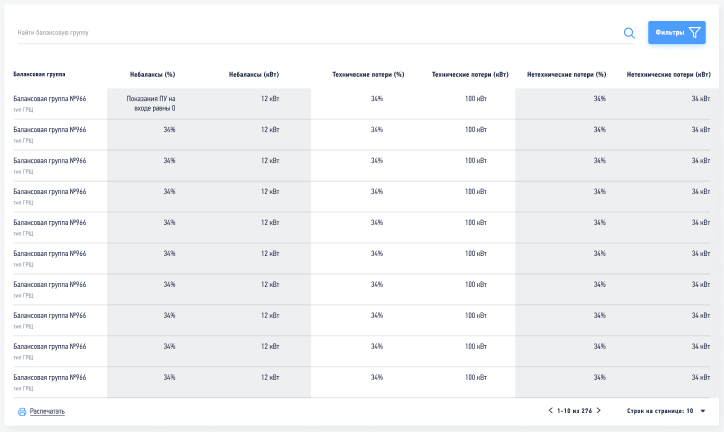 Найти балансовую группу
Фильтры
Балансовая группа Небалансы (%) Небалансы (кВт) Технические потери (%) Технические потери (кВт) Нетехнические потери (%) Нетехнические потери (кВт)
Балансовая группа №966 Показания ПУ на 12 кВт 34% 100 кВт 34% 34 кВт
входе равны 0
тип ГРЩ
Балансовая группа №966 34% 12 кВт 34% 100 кВт 34% 34 кВт
тип ГРЩ
Балансовая группа №966 34% 12 кВт 34% 100 кВт 34% 34 кВт
тип ГРЩ
Балансовая группа №966 34% 12 кВт 34% 100 кВт 34% 34 кВт
тип ГРЩ
Балансовая группа №966 34% 12 кВт 34% 100 кВт 34% 34 кВт
тип ГРЩ
Балансовая группа №966 34% 12 кВт 34% 100 кВт 34% 34 кВт
тип ГРЩ
Балансовая группа №966 34% 12 кВт 34% 100 кВт 34% 34 кВт
тип ГРЩ
Балансовая группа №966 34% 12 кВт 34% 100 кВт 34% 34 кВт
тип ГРЩ
Балансовая группа №966 34% 12 кВт 34% 100 кВт 34% 34 кВт
тип ГРЩ
Балансовая группа №966 34% 12 кВт 34% 100 кВт 34% 34 кВт
тип ГРЩ
Распечатать 1-10 из 276 Строк на странице: 10